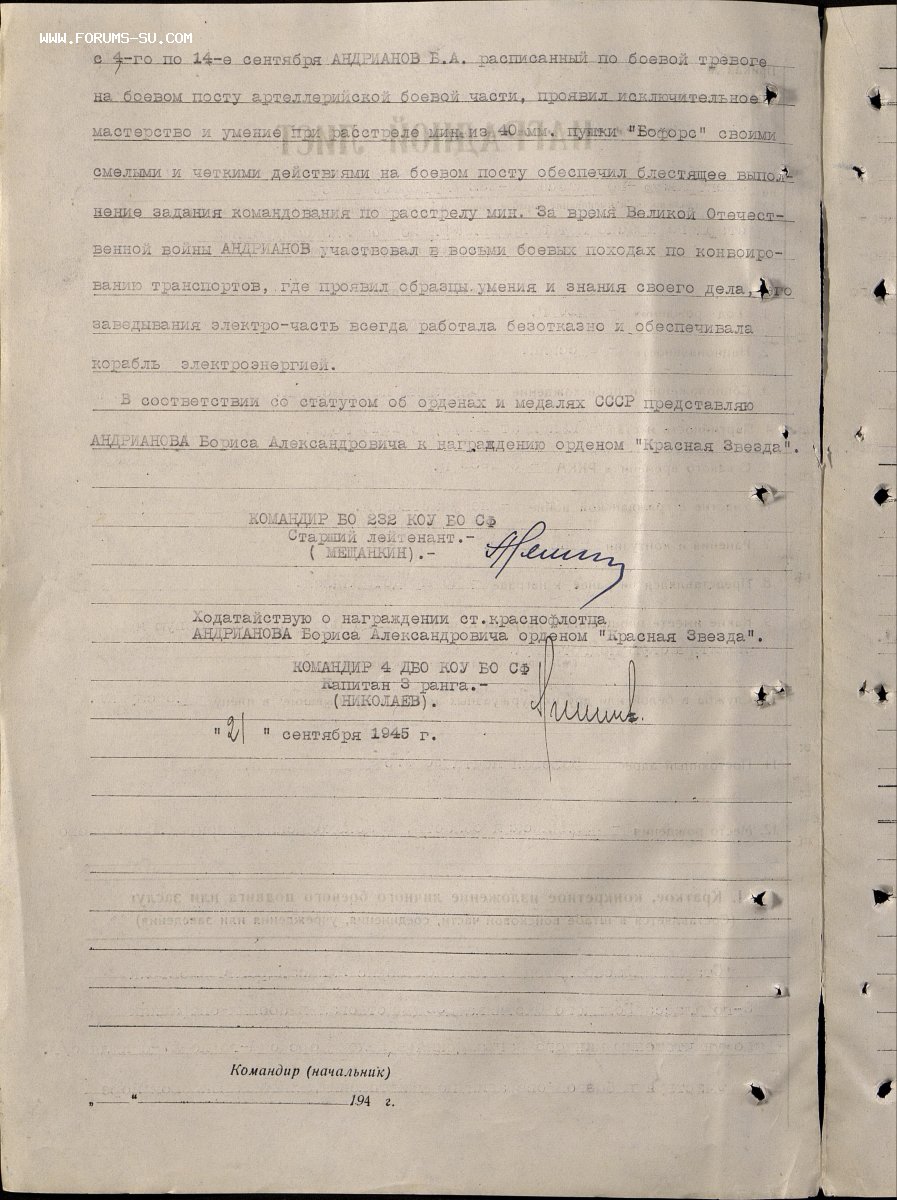 WWW.FORUMS-SU.COM
с 4-го по 14-е сентября АНДРИАНОВ Б.А. расписанный по боевой тревоге
на боевом посту артеллерийской боевой части, проявил исключительное
мастерство и умение при расстреле мин из 40 мм. пушки "Бофорс" своими
смелыми и четкими действиями на боевом посту обеспечил блестящее выпол-
нение задания командования по расстрелу мин. За время Великой Отечест-
венной войны АНДРИАНОВ участвовал в восьми боевых походах по конвоиро-
ванию транспортов, где проявил образцы умения и знания своего дела, его
заведывания электро-часть всегда работала безотказно и обеспечивала
корабль электроэнергией.
В соответствии со статутом об орденах и медалях СССР представляю
АНДРИАНОВА Бориса Александровича к награждению орденом "Красная Звезда".
КОМАНДИР БО 232 КОУ БО СФ
Старший лейтенант.-
( МЕЩАНКИН).-
Ходатайствую о награждении ст.краснофлотца
АНДРИАНОВА Бориса Александровича орденом "Красная Звезда".
КОМАНДИР 4 ДБО КОУ БО СФ
Капитан 3 ранга.-
(НИКОЛАЕВ).
"21" сентября 1945 г.
Командир (начальник)
„ “ 194 г.